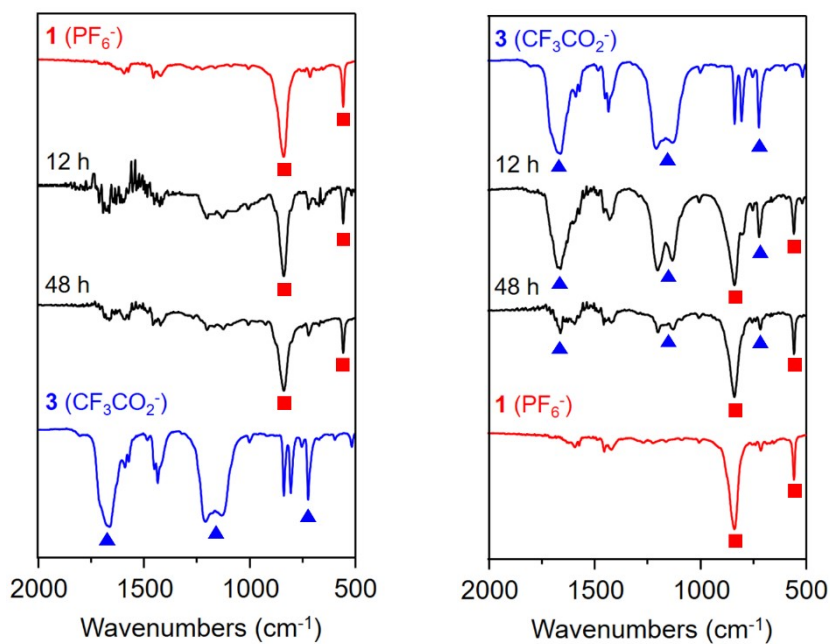 1 (PF₆⁻)
12 h
48 h
3 (CF₃CO₂⁻)
2000 1500 1000 500
Wavenumbers (cm⁻¹)
3 (CF₃CO₂⁻)
12 h
48 h
1 (PF₆⁻)
2000 1500 1000 500
Wavenumbers (cm⁻¹)